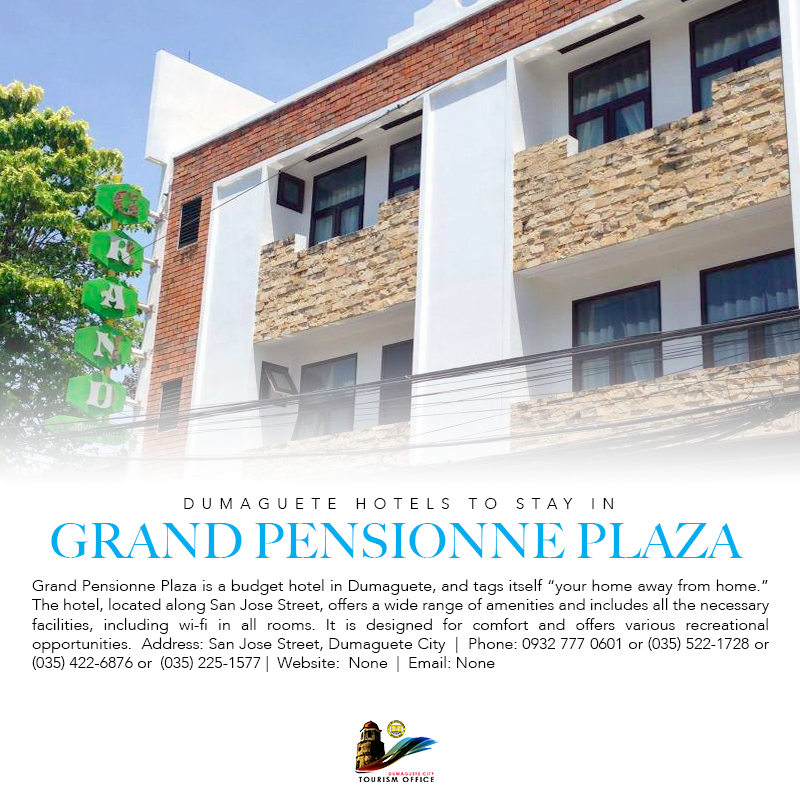 GRAND
DUMAGUETE HOTELS TO STAY IN
GRAND PENSIONNE PLAZA
Grand Pensionne Plaza is a budget hotel in Dumaguete, and tags itself “your home away from home.”
The hotel, located along San Jose Street, offers a wide range of amenities and includes all the necessary
facilities, including wi-fi in all rooms. It is designed for comfort and offers various recreational
opportunities. Address: San Jose Street, Dumaguete City | Phone: 0932 777 0601 or (035) 522-1728 or
(035) 422-6876 or (035) 225-1577 | Website: None | Email: None
DUMAGUETE CITY
TOURISM OFFICE